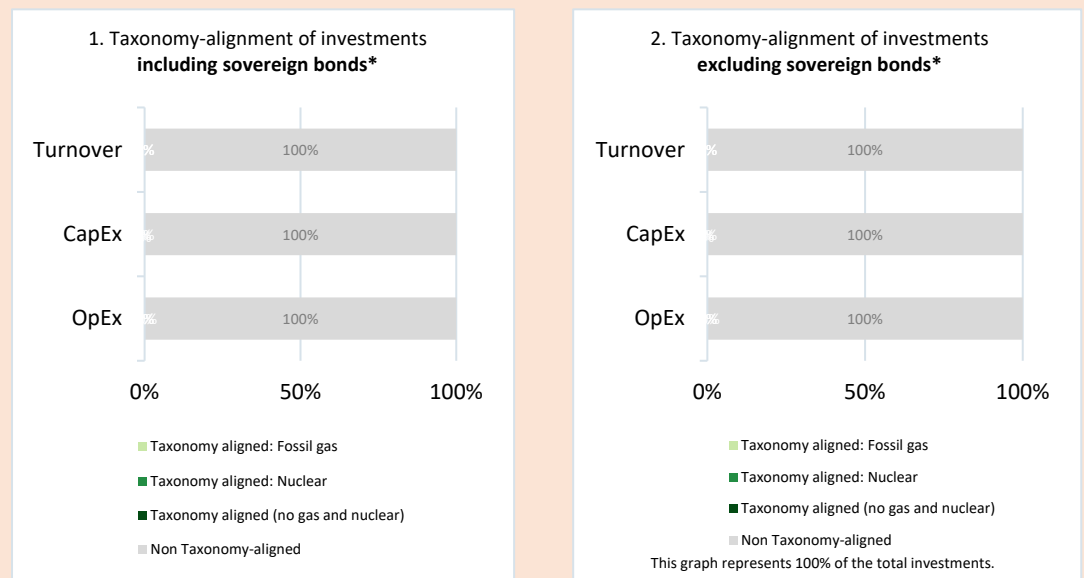 1. Taxonomy-alignment of investments
including sovereign bonds*
Turnover
100%
CapEx
100%
OpEx
100%
0%
50%
100%
Taxonomy aligned: Fossil gas
Taxonomy aligned: Nuclear
Taxonomy aligned (no gas and nuclear)
Non Taxonomy-aligned
2. Taxonomy-alignment of investments
excluding sovereign bonds*
Turnover
100%
CapEx
100%
OpEx
100%
0%
50%
100%
Taxonomy aligned: Fossil gas
Taxonomy aligned: Nuclear
Taxonomy aligned (no gas and nuclear)
Non Taxonomy-aligned
This graph represents 100% of the total investments.